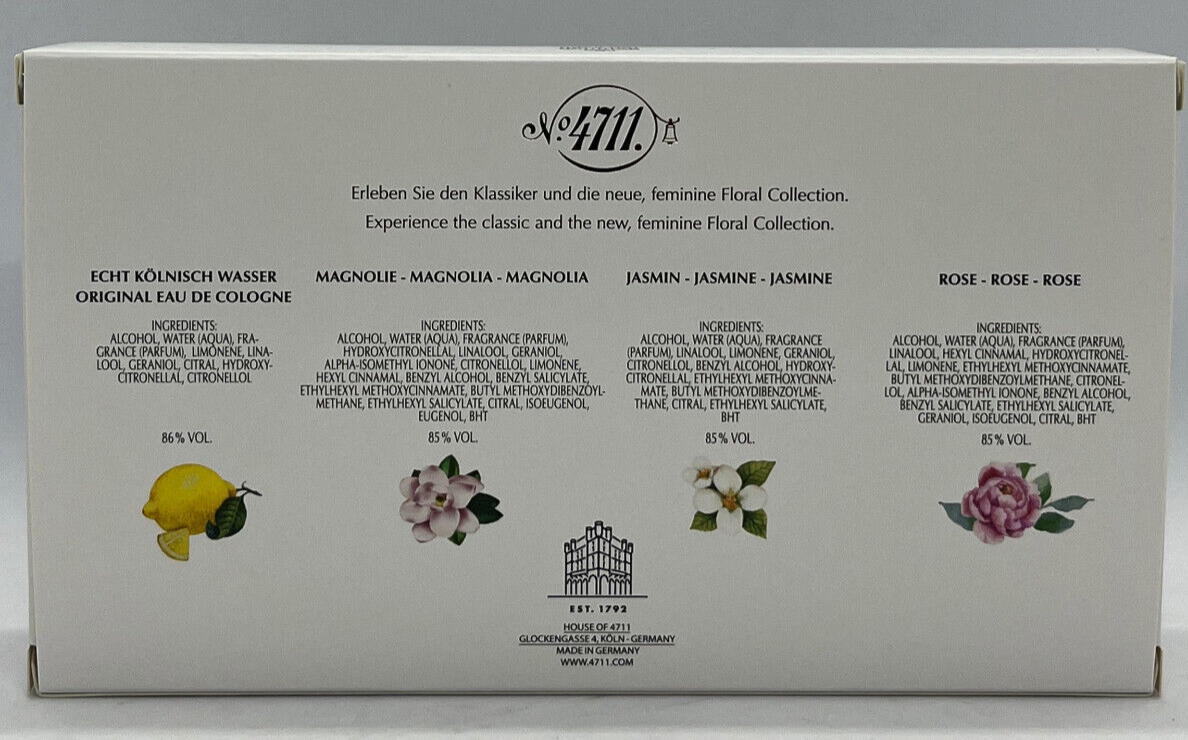 № 4711.
Erleben Sie den Klassiker und die neue, feminine Floral Collection.
Experience the classic and the new, feminine Floral Collection.
ECHT KÖLNISCH WASSER
ORIGINAL EAU DE COLOGNE
INGREDIENTS:
ALCOHOL, WATER (AQUA), FRA-
GRANCE (PARFUM), LIMONENE, LINA-
LOOL, GERANIOL, CITRAL, HYDROXY-
CITRONELLAL, CITRONELLOL
86% VOL.
MAGNOLIE - MAGNOLIA - MAGNOLIA
INGREDIENTS:
ALCOHOL, WATER (AQUA), FRAGRANCE (PARFUM),
HYDROXYCITRONELLAL, LINALOOL, GERANIOL,
ALPHA-ISOMETHYL IONONE, CITRONELLOL, LIMONENE,
HEXYL CINNAMAL, BENZYL ALCOHOL, BENZYL SALICYLATE,
ETHYLHEXYL METHOXYCINNAMATE, BUTYL METHOXYDIBENZOYL-
METHANE, ETHYLHEXYL SALICYLATE, CITRAL, ISOEUGENOL,
EUGENOL, BHT
85% VOL.
JASMIN - JASMINE - JASMINE
INGREDIENTS:
ALCOHOL, WATER (AQUA), FRAGRANCE
(PARFUM), LINALOOL, LIMONENE, GERANIOL,
CITRONELLOL, BENZYL ALCOHOL, HYDROXY-
CITRONELLAL, ETHYLHEXYL METHOXYCINNA-
MATE, BUTYL METHOXYDIBENZOYLME-
THANE, CITRAL, ETHYLHEXYL SALICYLATE,
BHT
85% VOL.
ROSE - ROSE - ROSE
INGREDIENTS:
ALCOHOL, WATER (AQUA), FRAGRANCE (PARFUM),
LINALOOL, HEXYL CINNAMAL, HYDROXYCITRONEL-
LAL, LIMONENE, ETHYLHEXYL METHOXYCINNAMATE,
BUTYL METHOXYDIBENZOYLMETHANE, CITRONEL-
LOL, ALPHA-ISOMETHYL IONONE, BENZYL ALCOHOL,
BENZYL SALICYLATE, ETHYLHEXYL SALICYLATE,
GERANIOL, ISOEUGENOL, CITRAL, BHT
85% VOL.
EST. 1792
HOUSE OF 4711
GLOCKENGASSE 4, KÖLN - GERMANY
MADE IN GERMANY
WWW.4711.COM